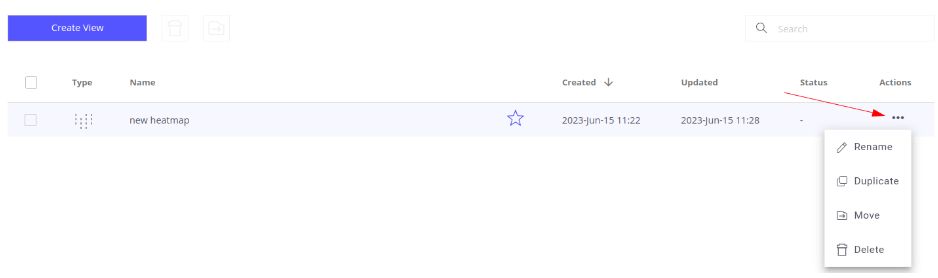 Create View
Search
Type Name Created Updated Status Actions
new heatmap 2023-Jun-15 11:22 2023-Jun-15 11:28 -
Rename
Duplicate
Move
Delete